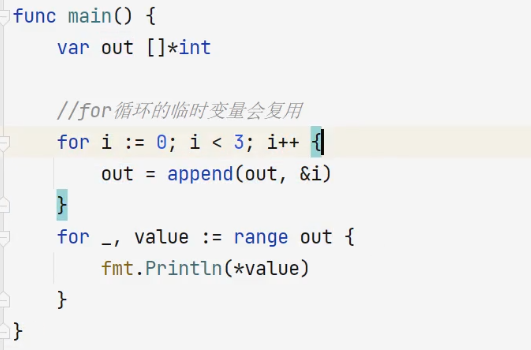 func main() {
    var out []*int
    //for循环的临时变量会复用
    for i := 0; i < 3; i++ {
        out = append(out, &i)
    }
    for _, value := range out {
        fmt.Println(*value)
    }
}